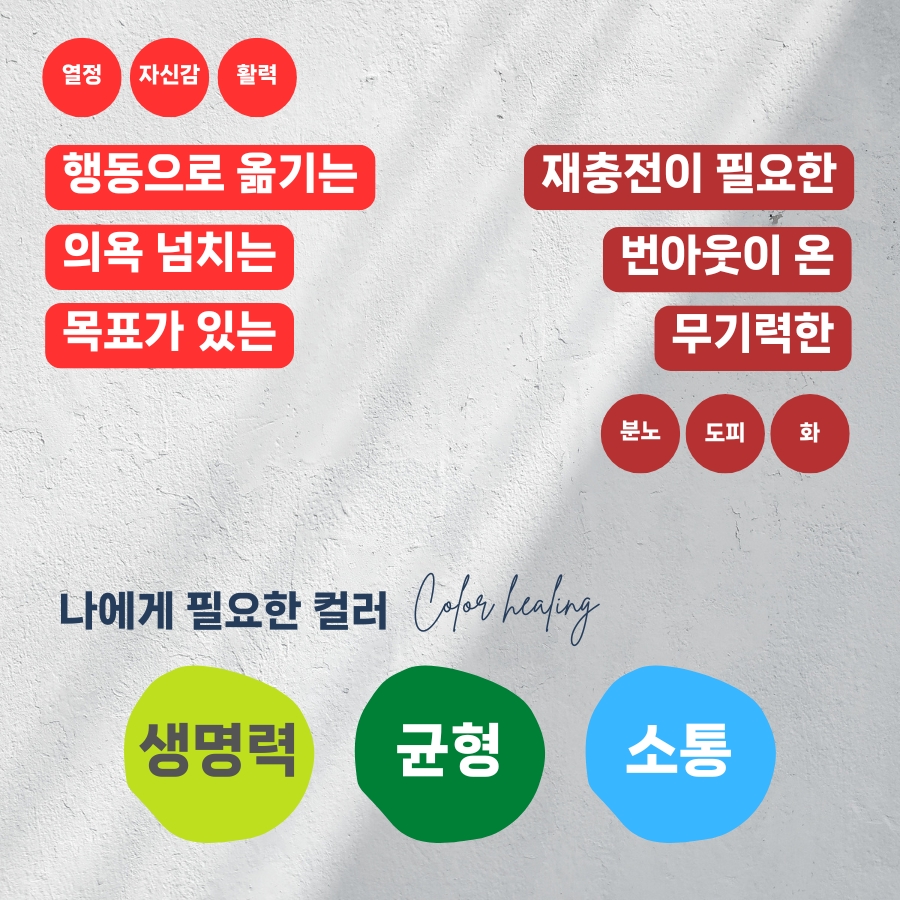 열정 자신감 활력
행동으로 옮기는
의욕 넘치는
목표가 있는
재충전이 필요한
번아웃이 온
무기력한
분노 도피 화
나에게 필요한 컬러 Color healing
생명력 균형 소통